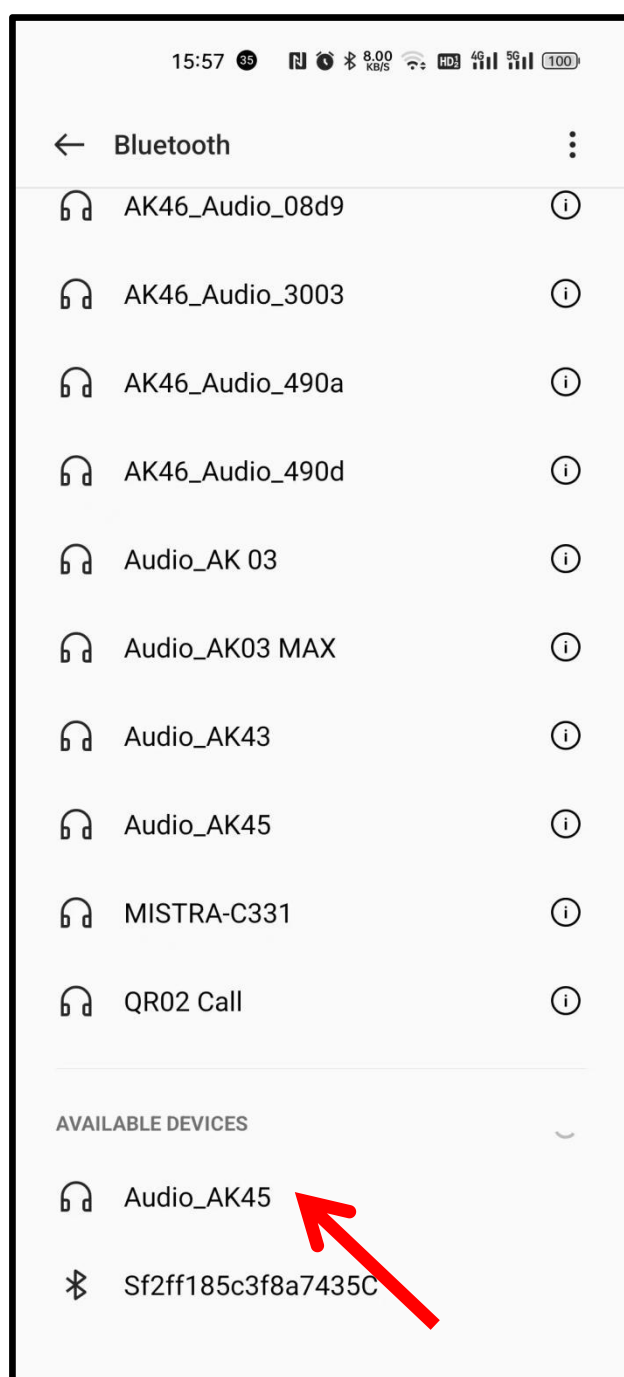 15:57 35 8.00 KB/S HD2 4G 5G 100
Bluetooth
AK46_Audio_08d9
AK46_Audio_3003
AK46_Audio_490a
AK46_Audio_490d
Audio_AK 03
Audio_AK03 MAX
Audio_AK43
Audio_AK45
MISTRA-C331
QR02 Call
AVAILABLE DEVICES
Audio_AK45
Sf2ff185c3f8a7435C